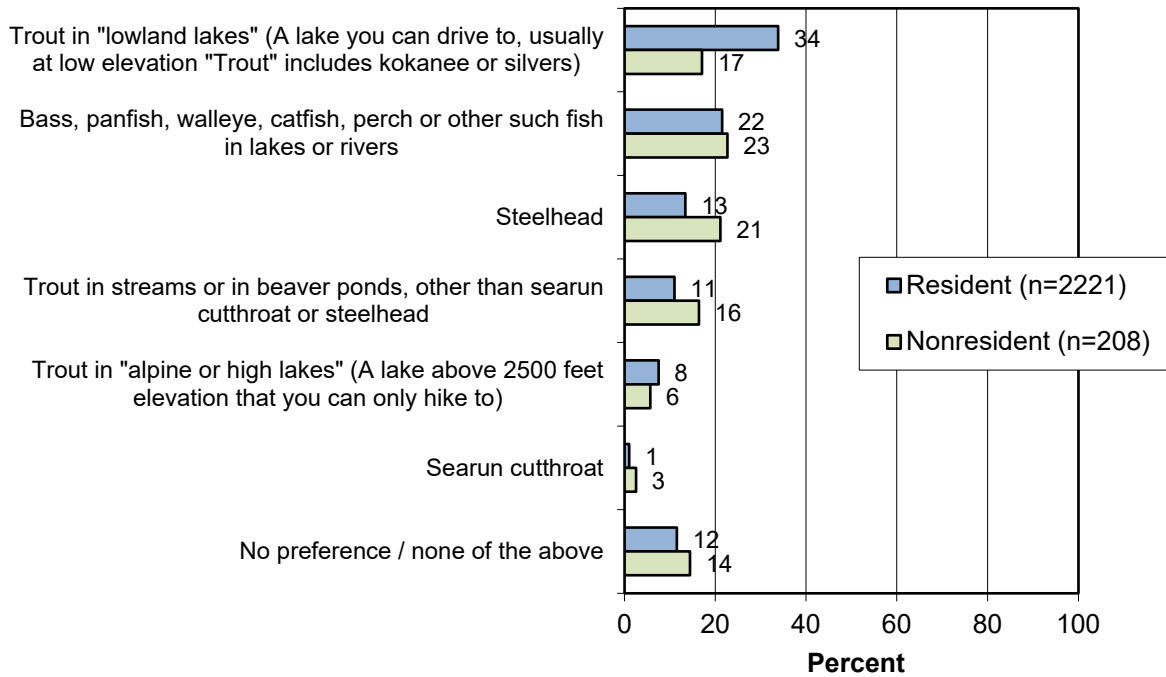 Trout in "lowland lakes" (A lake you can drive to, usually
at low elevation "Trout" includes kokanee or silvers)
34
17
Bass, panfish, walleye, catfish, perch or other such fish
in lakes or rivers
22
23
Steelhead
13
21
Trout in streams or in beaver ponds, other than searun
cutthroat or steelhead
11
16
Trout in "alpine or high lakes" (A lake above 2500 feet
elevation that you can only hike to)
8
6
Searun cutthroat
1
3
No preference / none of the above
12
14
Resident (n=2221)
Nonresident (n=208)
0 20 40 60 80 100
Percent